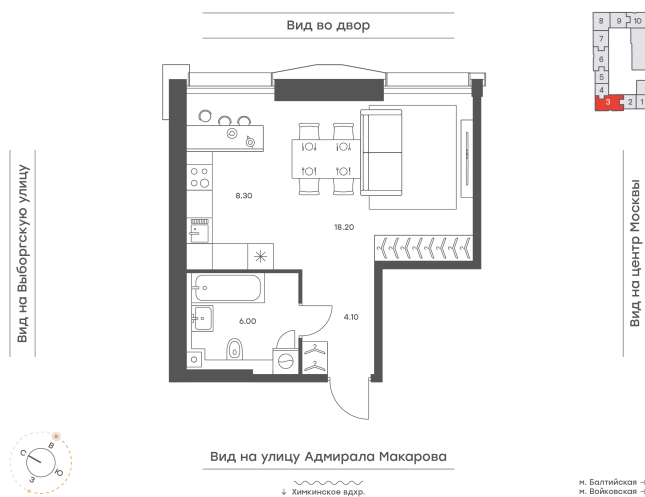 Вид во двор
8 9 10
7
6
5
4
3 2 1
Вид на Выборгскую улицу
Вид на центр Москвы
8.30
18.20
6.00
4.10
Вид на улицу Адмирала Макарова
↓ Химкинское вдхр.
В
С
Ю
З
м. Балтийская →
м. Войковская →